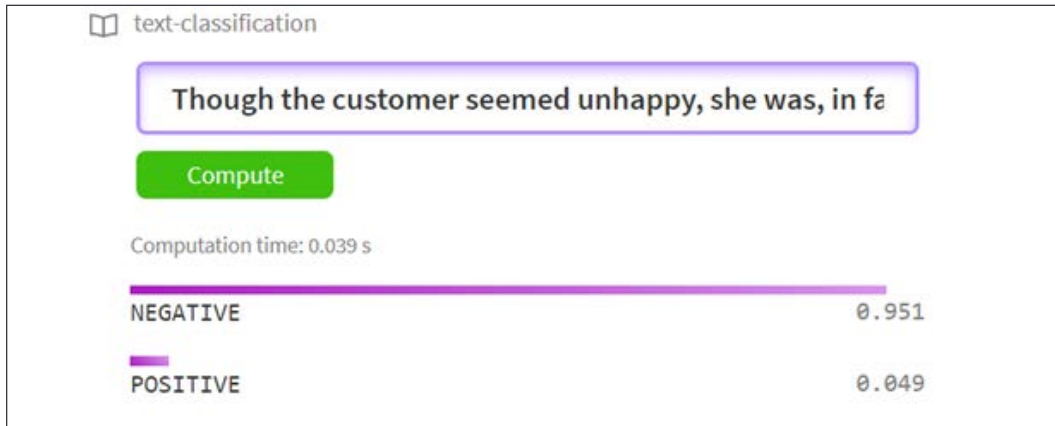 text-classification
Though the customer seemed unhappy, she was, in fa
Compute
Computation time: 0.039 s
NEGATIVE 0.951
POSITIVE 0.049